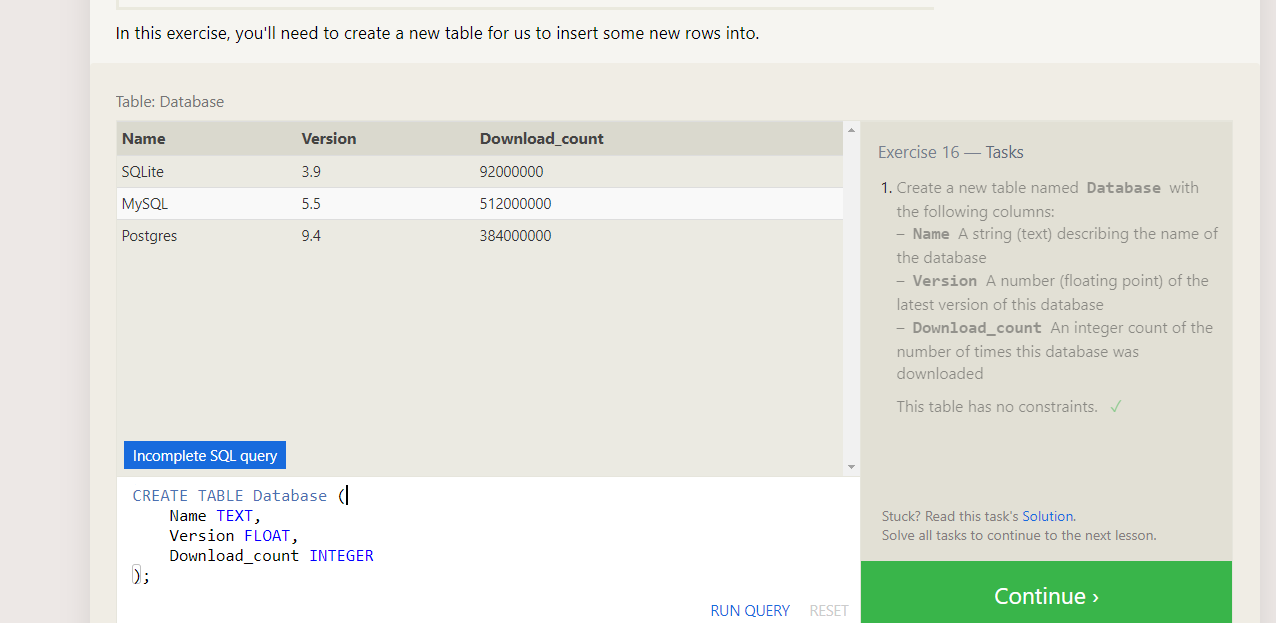 In this exercise, you'll need to create a new table for us to insert some new rows into.
Table: Database
Name Version Download_count
SQLite 3.9 92000000
MySQL 5.5 512000000
Postgres 9.4 384000000
Incomplete SQL query
CREATE TABLE Database (
Name TEXT,
Version FLOAT,
Download_count INTEGER
);
RUN QUERY RESET
Exercise 16 — Tasks
1. Create a new table named Database with
the following columns:
– Name A string (text) describing the name of
the database
– Version A number (floating point) of the
latest version of this database
– Download_count An integer count of the
number of times this database was
downloaded
This table has no constraints. ✓
Stuck? Read this task's Solution.
Solve all tasks to continue to the next lesson.
Continue ›